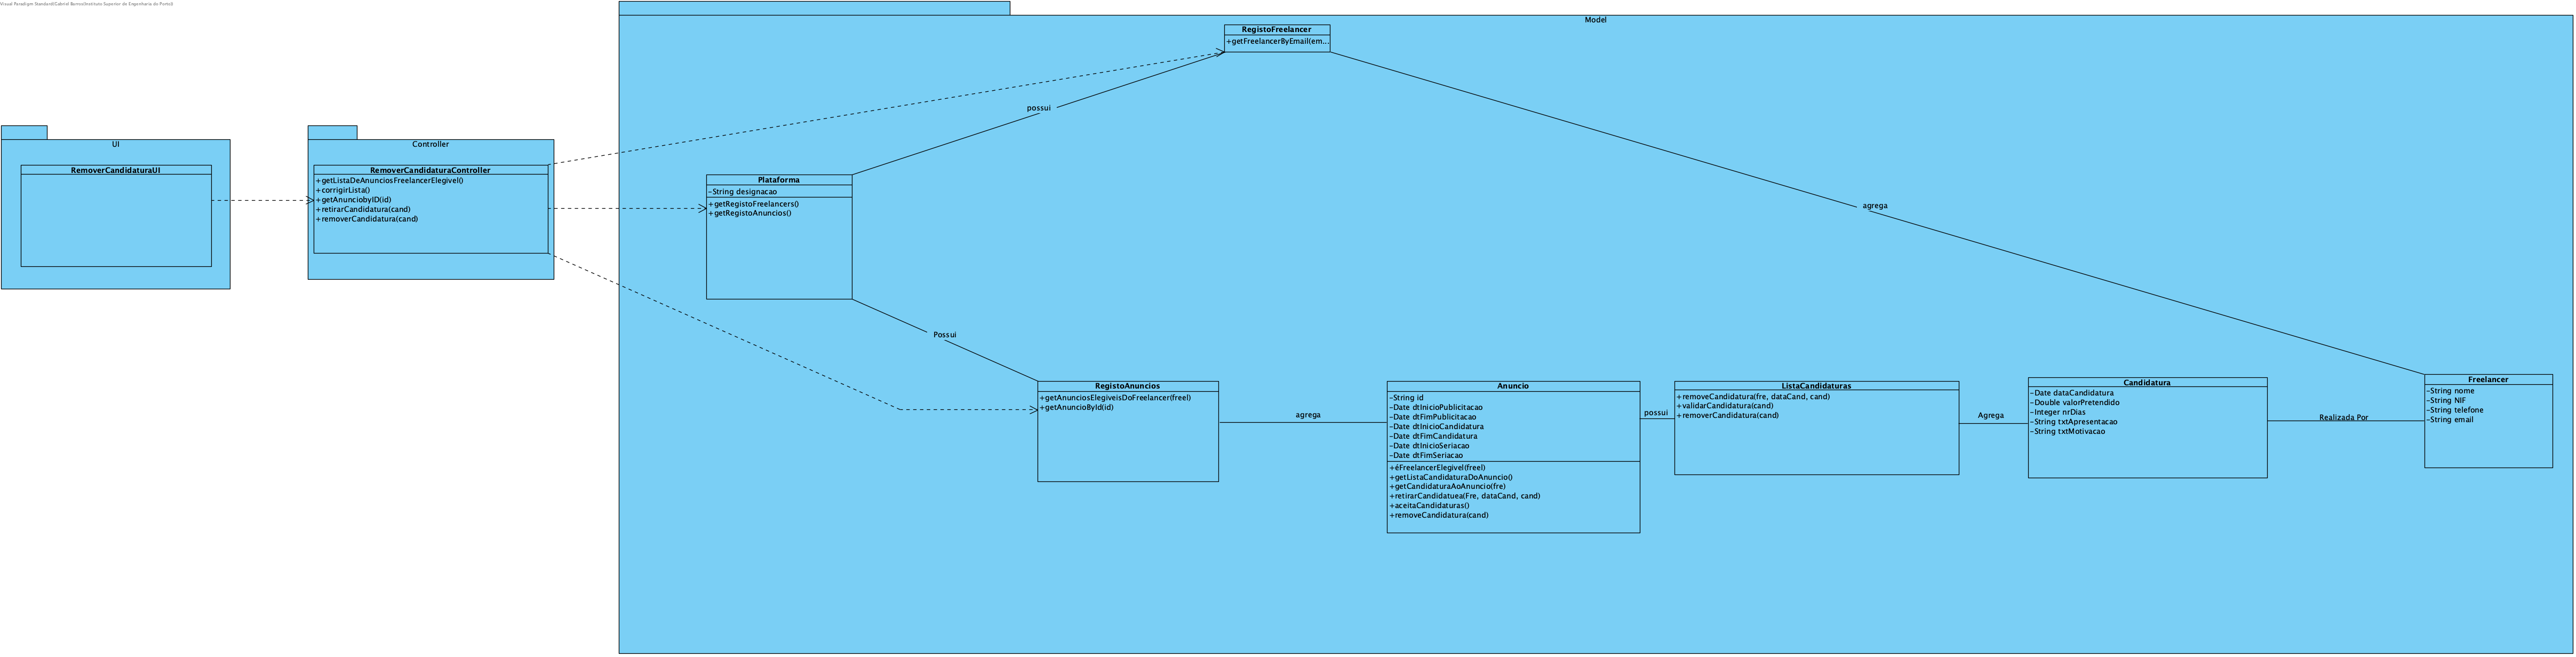 Visual Paradigm Standard(Gabriel Barros(Instituto Superior de Engenharia do Porto))
Model
RegistoFreelancer
+getFreelancerByEmail(em...
possui
agrega
UI
RemoverCandidaturaUI
Controller
RemoverCandidaturaController
+getListaDeAnunciosFreelancerElegivel()
+corrigirLista()
+getAnunciobyID(id)
+retirarCandidatura(cand)
+removerCandidatura(cand)
Plataforma
-String designacao
+getRegistoFreelancers()
+getRegistoAnuncios()
Possui
RegistoAnuncios
+getAnunciosElegiveisDoFreelancer(freel)
+getAnuncioById(id)
agrega
Anuncio
-String id
-Date dtInicioPublicitacao
-Date dtFimPublicitacao
-Date dtInicioCandidatura
-Date dtFimCandidatura
-Date dtInicioSeriacao
-Date dtFimSeriacao
+éFreelancerElegivel(freel)
+getListaCandidaturaDoAnuncio()
+getCandidaturaAoAnuncio(fre)
+retirarCandidatuea(Fre, dataCand, cand)
+aceitaCandidaturas()
+removeCandidatura(cand)
possui
ListaCandidaturas
+removeCandidatura(fre, dataCand, cand)
+validarCandidatura(cand)
+removerCandidatura(cand)
Agrega
Candidatura
-Date dataCandidatura
-Double valorPretendido
-Integer nrDias
-String txtApresentacao
-String txtMotivacao
Realizada Por
Freelancer
-String nome
-String NIF
-String telefone
-String email